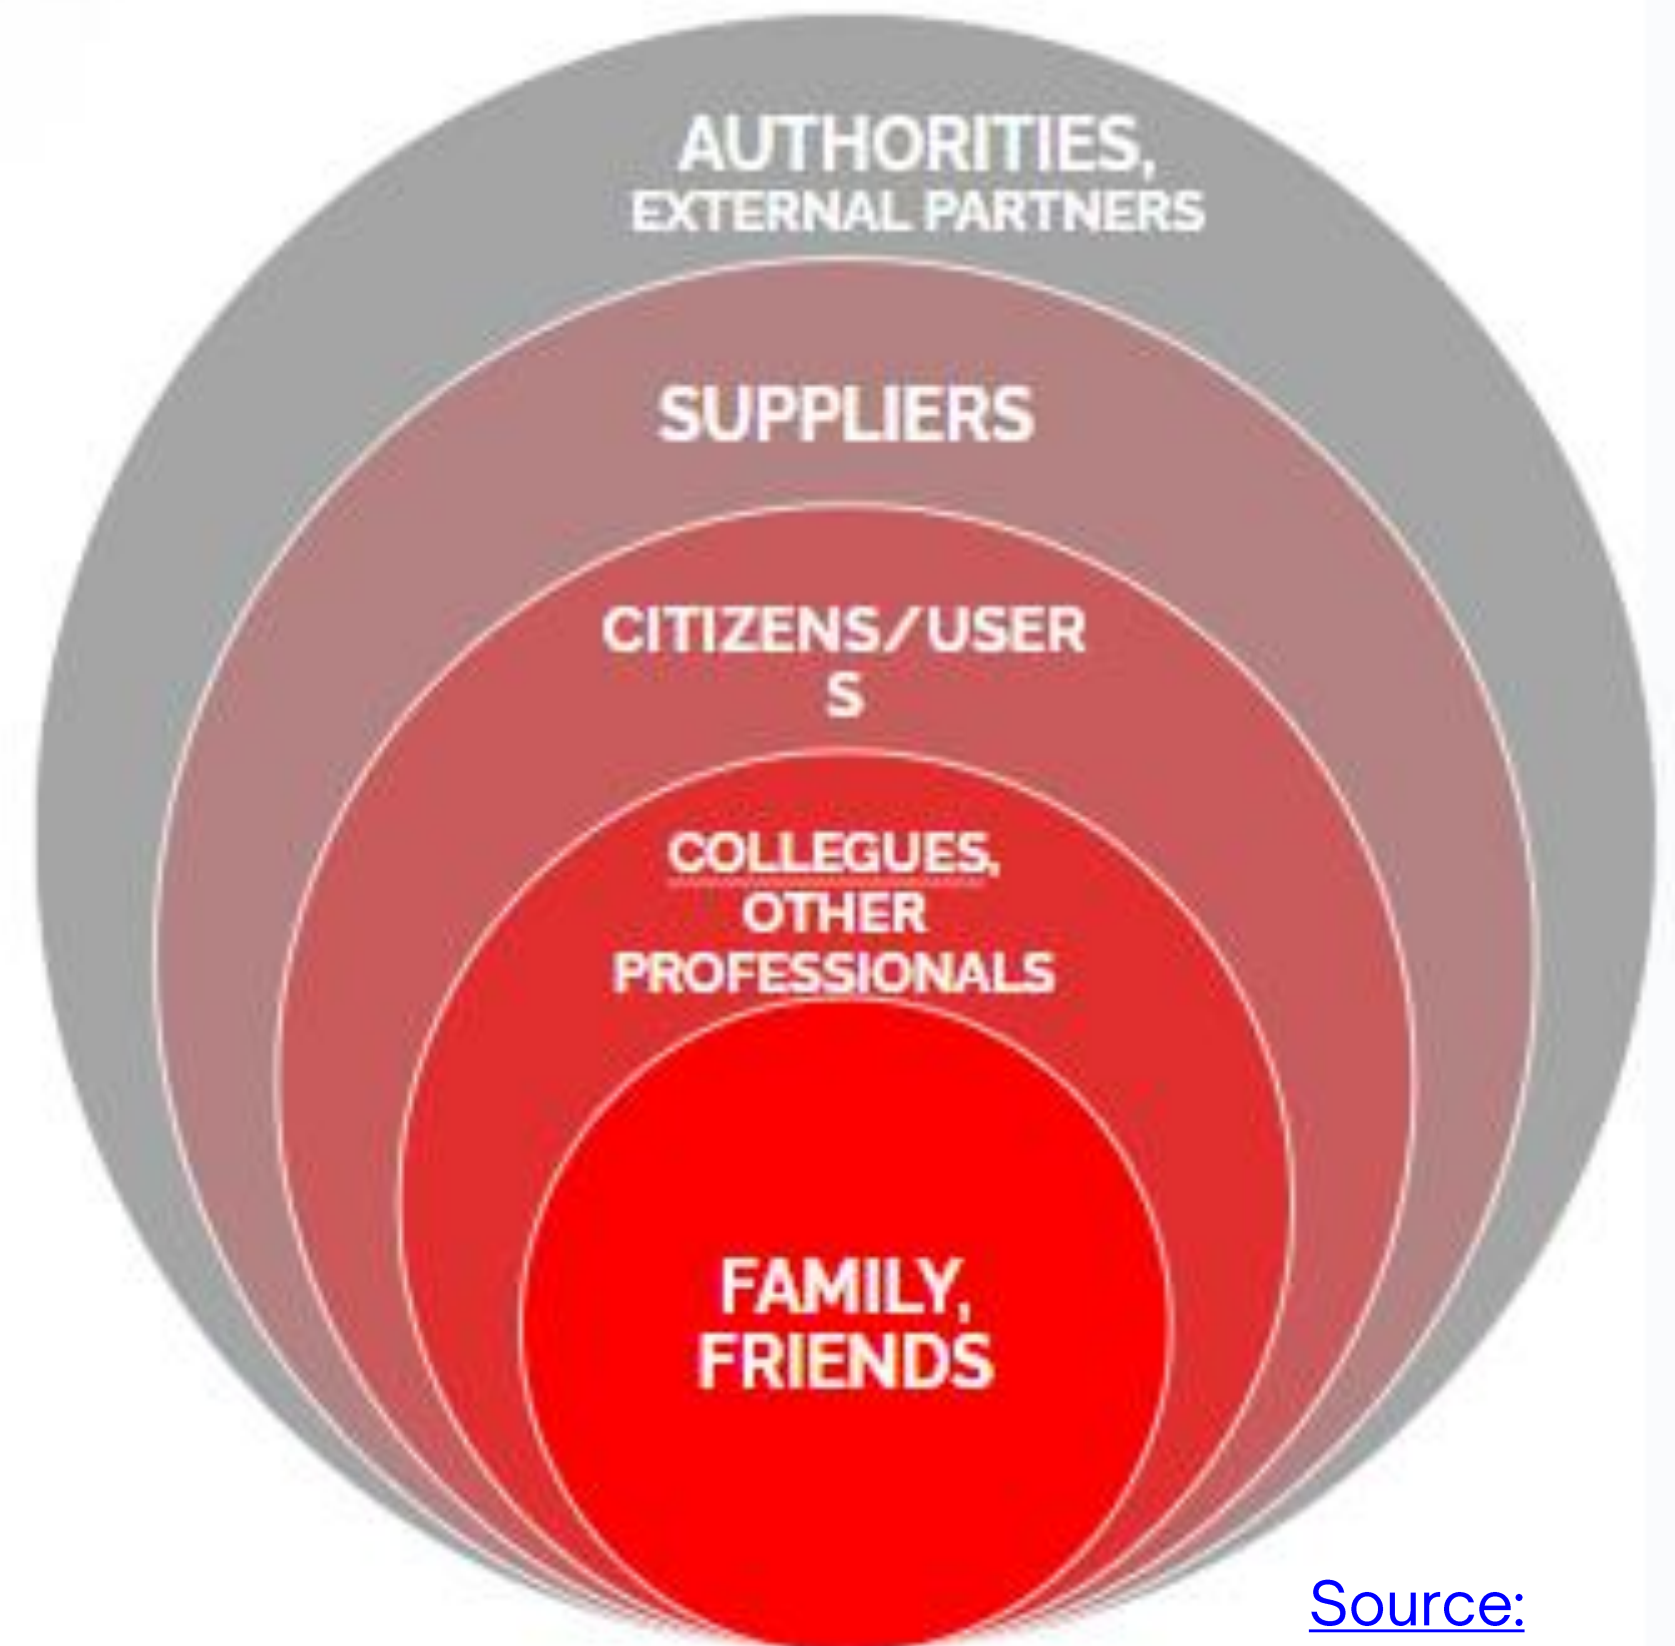 AUTHORITIES,
EXTERNAL PARTNERS
SUPPLIERS
CITIZENS/USER
S
COLLEGUES,
OTHER
PROFESSIONALS
FAMILY,
FRIENDS
Source: